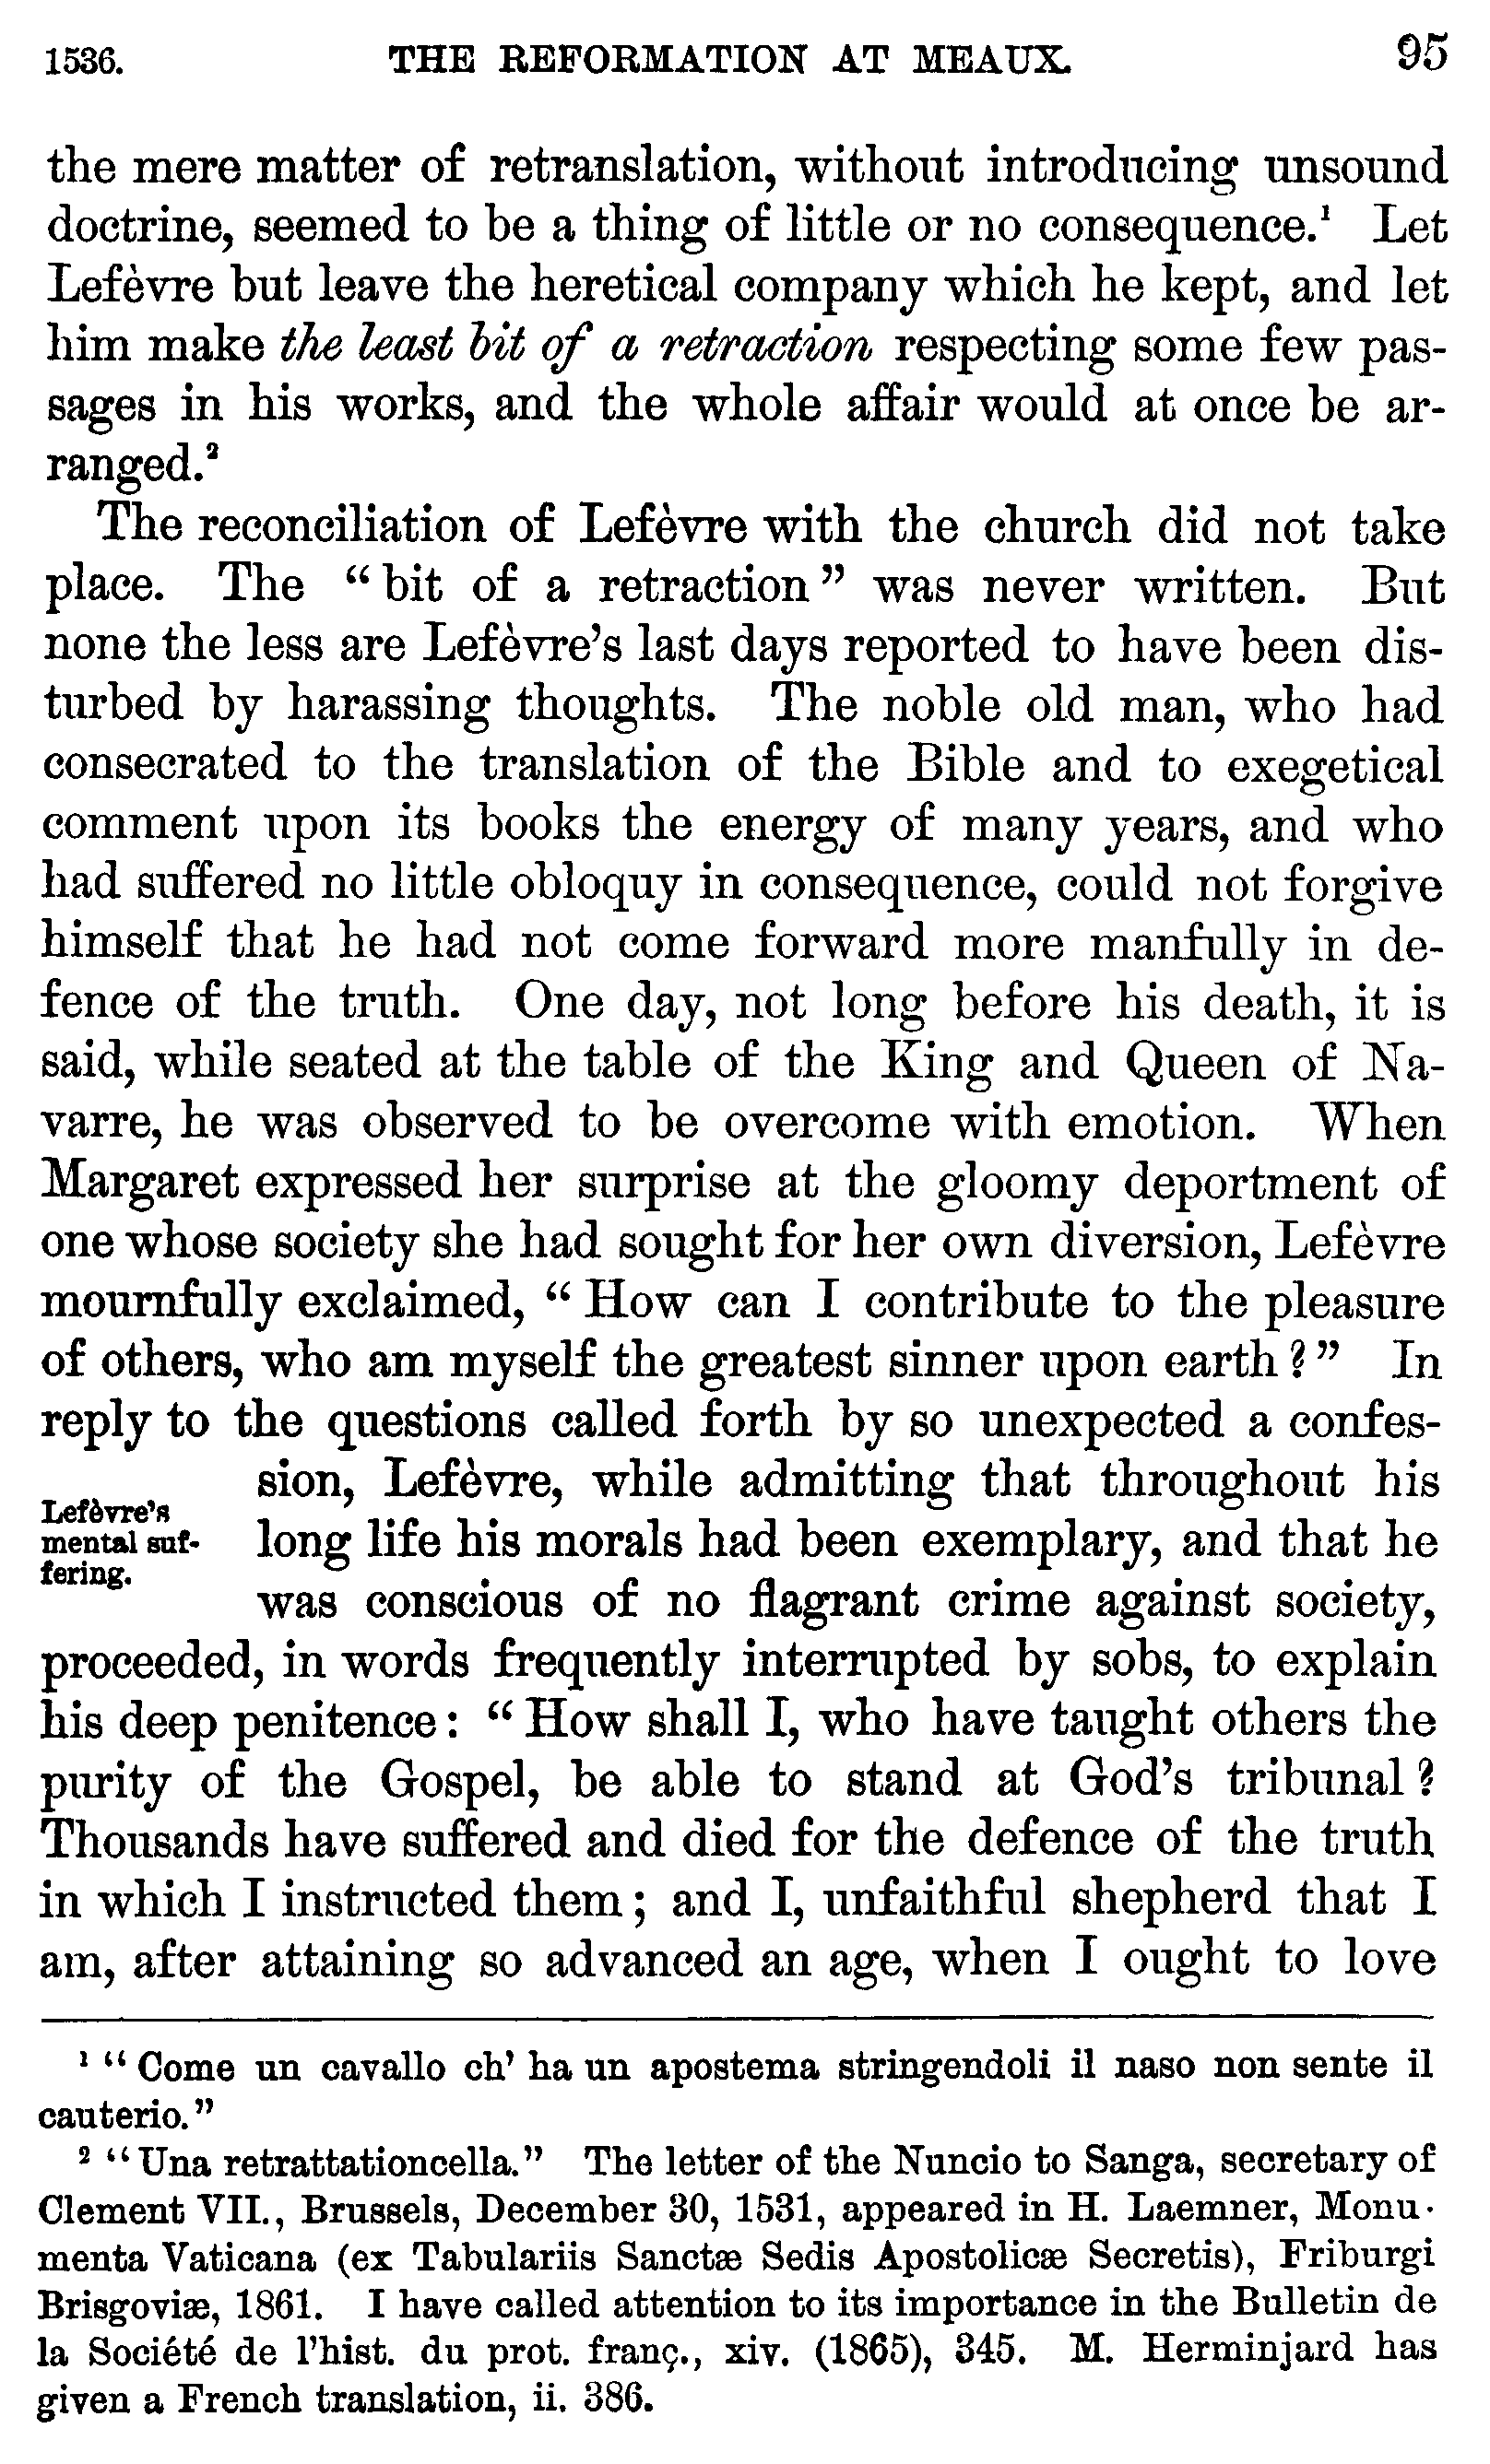 1536. THE REFORMATION AT MEAUX. 95
the mere matter of retranslation, without introducing unsound
doctrine, seemed to be a thing of little or no consequence.¹ Let
Lefèvre but leave the heretical company which he kept, and let
him make the least bit of a retraction respecting some few pas-
sages in his works, and the whole affair would at once be ar-
ranged.²
The reconciliation of Lefèvre with the church did not take
place. The “bit of a retraction” was never written. But
none the less are Lefèvre’s last days reported to have been dis-
turbed by harassing thoughts. The noble old man, who had
consecrated to the translation of the Bible and to exegetical
comment upon its books the energy of many years, and who
had suffered no little obloquy in consequence, could not forgive
himself that he had not come forward more manfully in de-
fence of the truth. One day, not long before his death, it is
said, while seated at the table of the King and Queen of Na-
varre, he was observed to be overcome with emotion. When
Margaret expressed her surprise at the gloomy deportment of
one whose society she had sought for her own diversion, Lefèvre
mournfully exclaimed, “How can I contribute to the pleasure
of others, who am myself the greatest sinner upon earth?” In
reply to the questions called forth by so unexpected a confes-
sion, Lefèvre, while admitting that throughout his
Lefèvre’s
mental suf-
fering.
long life his morals had been exemplary, and that he
was conscious of no flagrant crime against society,
proceeded, in words frequently interrupted by sobs, to explain
his deep penitence: “How shall I, who have taught others the
purity of the Gospel, be able to stand at God’s tribunal?
Thousands have suffered and died for the defence of the truth
in which I instructed them; and I, unfaithful shepherd that I
am, after attaining so advanced an age, when I ought to love
¹ “Come un cavallo ch’ ha un apostema stringendoli il naso non sente il
cauterio.”
² “Una retrattationcella.” The letter of the Nuncio to Sanga, secretary of
Clement VII., Brussels, December 30, 1531, appeared in H. Laemner, Monu-
menta Vaticana (ex Tabulariis Sanctæ Sedis Apostolicæ Secretis), Friburgi
Brisgoviæ, 1861. I have called attention to its importance in the Bulletin de
la Société de l’hist. du prot. franç., xiv. (1865), 345. M. Herminjard has
given a French translation, ii. 386.